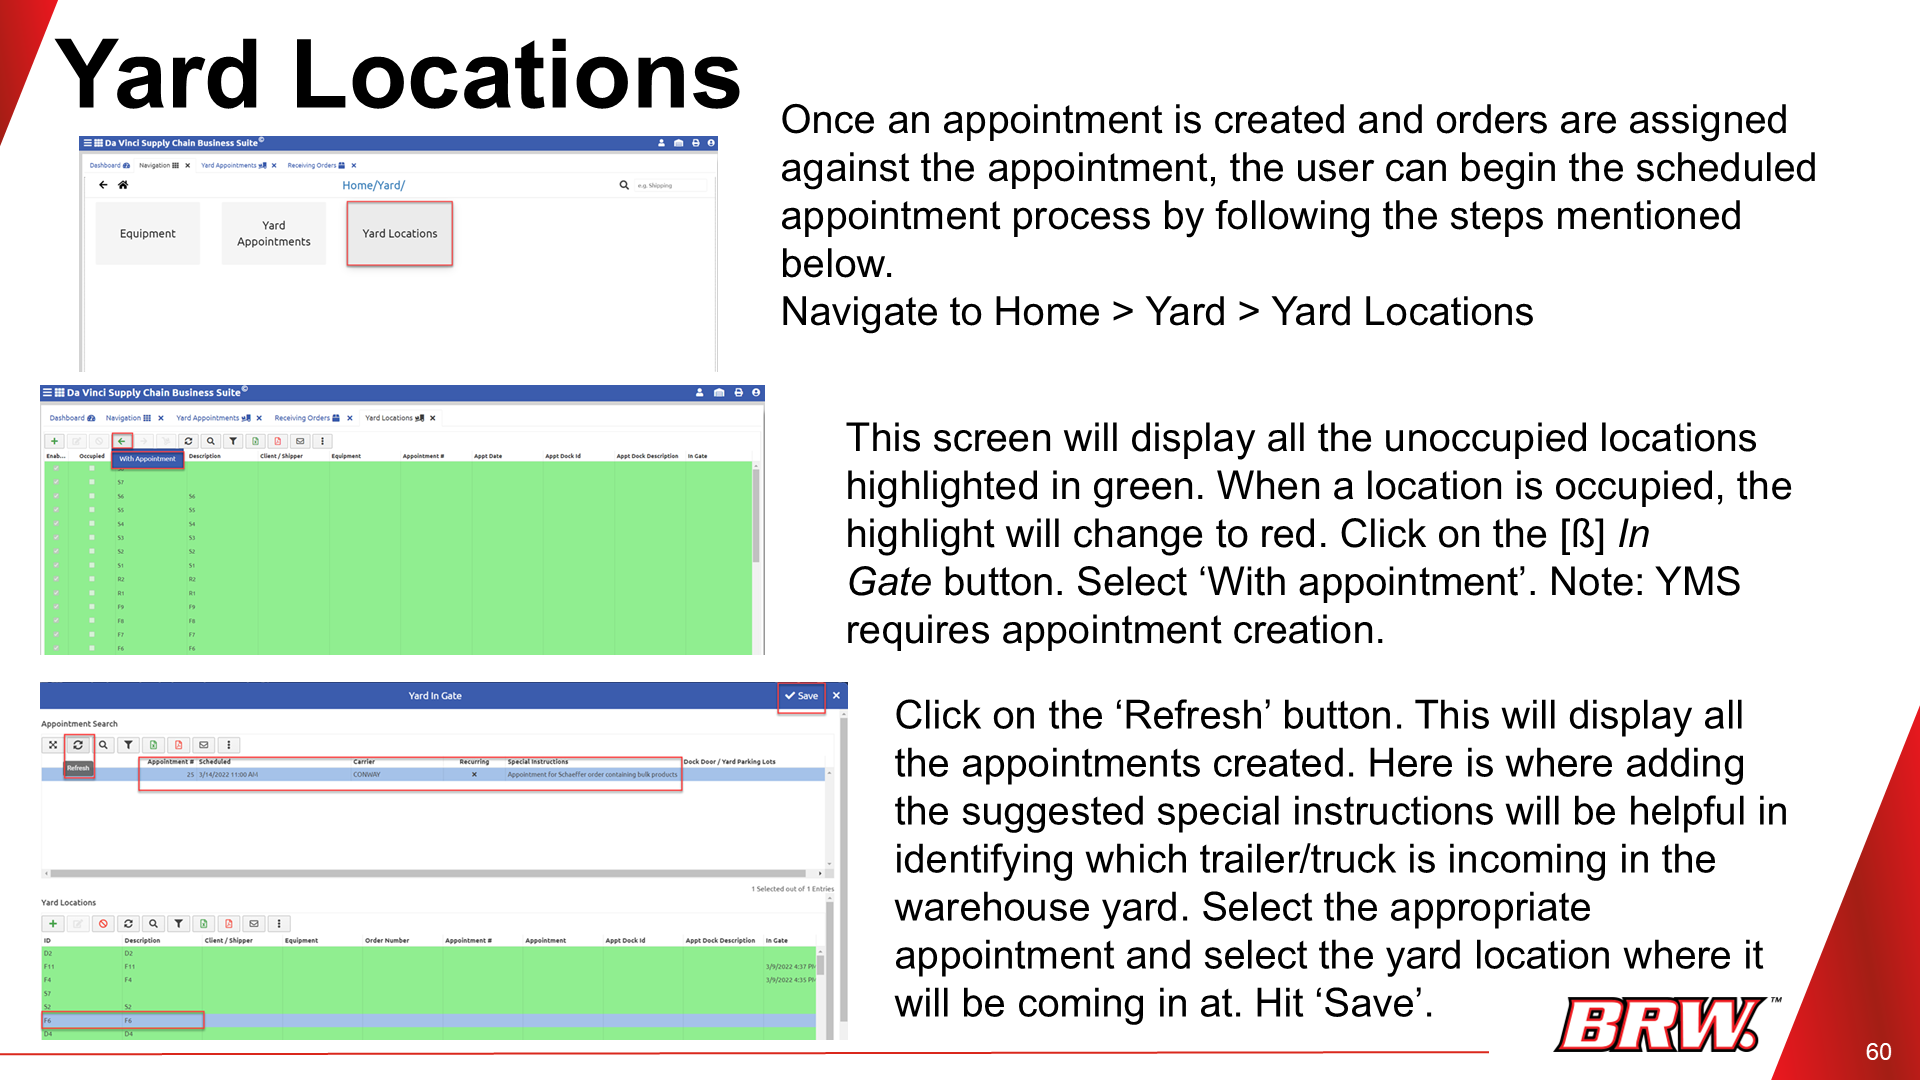 Yard Locations
Once an appointment is created and orders are assigned
against the appointment, the user can begin the scheduled
appointment process by following the steps mentioned
below.
Navigate to Home > Yard > Yard Locations
Da Vinci Supply Chain Business Suite©
Dashboard Navigation Yard Appointments Receiving Orders
Home/Yard/
e.g. Shipping
Equipment
Yard
Appointments
Yard Locations
Da Vinci Supply Chain Business Suite©
Dashboard Navigation Yard Appointments Receiving Orders Yard Locations
Enab... Occupied Description Client / Shipper Equipment Appointment # Appt Date Appt Dock Id Appt Dock Description In Gate
With Appointment
S7
S6 S6
S5 S5
S4 S4
S3 S3
S2 S2
S1 S1
R2 R2
R1 R1
F9 F9
F8 F8
F7 F7
F6 F6
This screen will display all the unoccupied locations
highlighted in green. When a location is occupied, the
highlight will change to red. Click on the [ß] In
Gate button. Select ‘With appointment’. Note: YMS
requires appointment creation.
Yard In Gate
Save
Appointment Search
Refresh
Appointment # Scheduled Carrier Recurring Special Instructions Dock Door / Yard Parking Lots
25 3/14/2022 11:00 AM CONWAY Appointment for Schaeffer order containing bulk products
1 Selected out of 1 Entries
Yard Locations
ID Description Client / Shipper Equipment Order Number Appointment # Appointment Appt Dock Id Appt Dock Description In Gate
D2 D2
F11 F11 3/9/2022 4:37 PM
F4 F4 3/9/2022 4:35 PM
S7
S2 S2
F6 F6
D4 D4
Click on the ‘Refresh’ button. This will display all
the appointments created. Here is where adding
the suggested special instructions will be helpful in
identifying which trailer/truck is incoming in the
warehouse yard. Select the appropriate
appointment and select the yard location where it
will be coming in at. Hit ‘Save’.
BRW.™
60